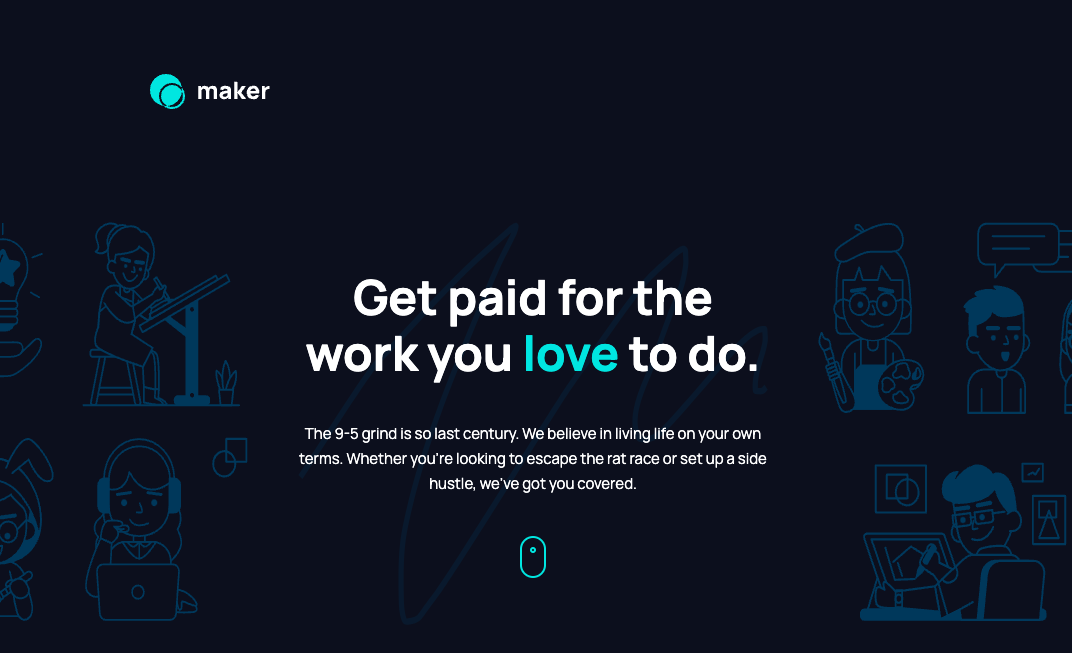 maker
Get paid for the
work you love to do.
The 9-5 grind is so last century. We believe in living life on your own
terms. Whether you're looking to escape the rat race or set up a side
hustle, we've got you covered.